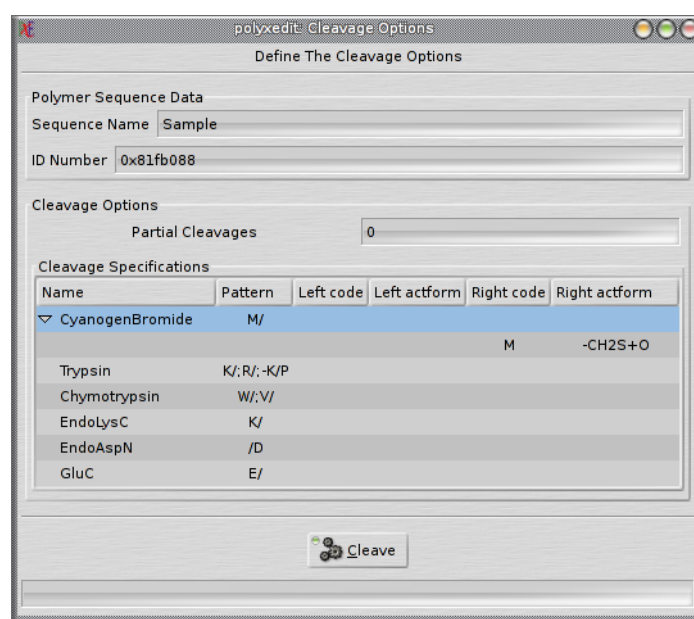 polyxedit: Cleavage Options
Define The Cleavage Options
Polymer Sequence Data
Sequence Name Sample
ID Number 0x81fb088
Cleavage Options
Partial Cleavages 0
Cleavage Specifications
Name Pattern Left code Left actform Right code Right actform
CyanogenBromide M/
M -CH2S+O
Trypsin K/;R/;-K/P
Chymotrypsin W/;V/
EndoLysC K/
EndoAspN /D
GluC E/
Cleave